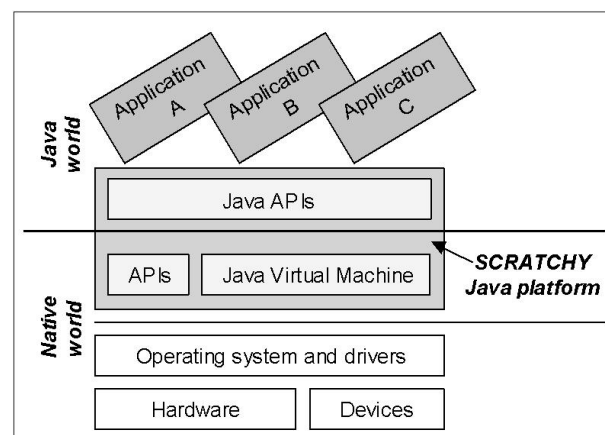 Application
A
Application
B
Application
C
Java
world
Java APIs
APIs
Java Virtual Machine
SCRATCHY
Java platform
Native
world
Operating system and drivers
Hardware
Devices